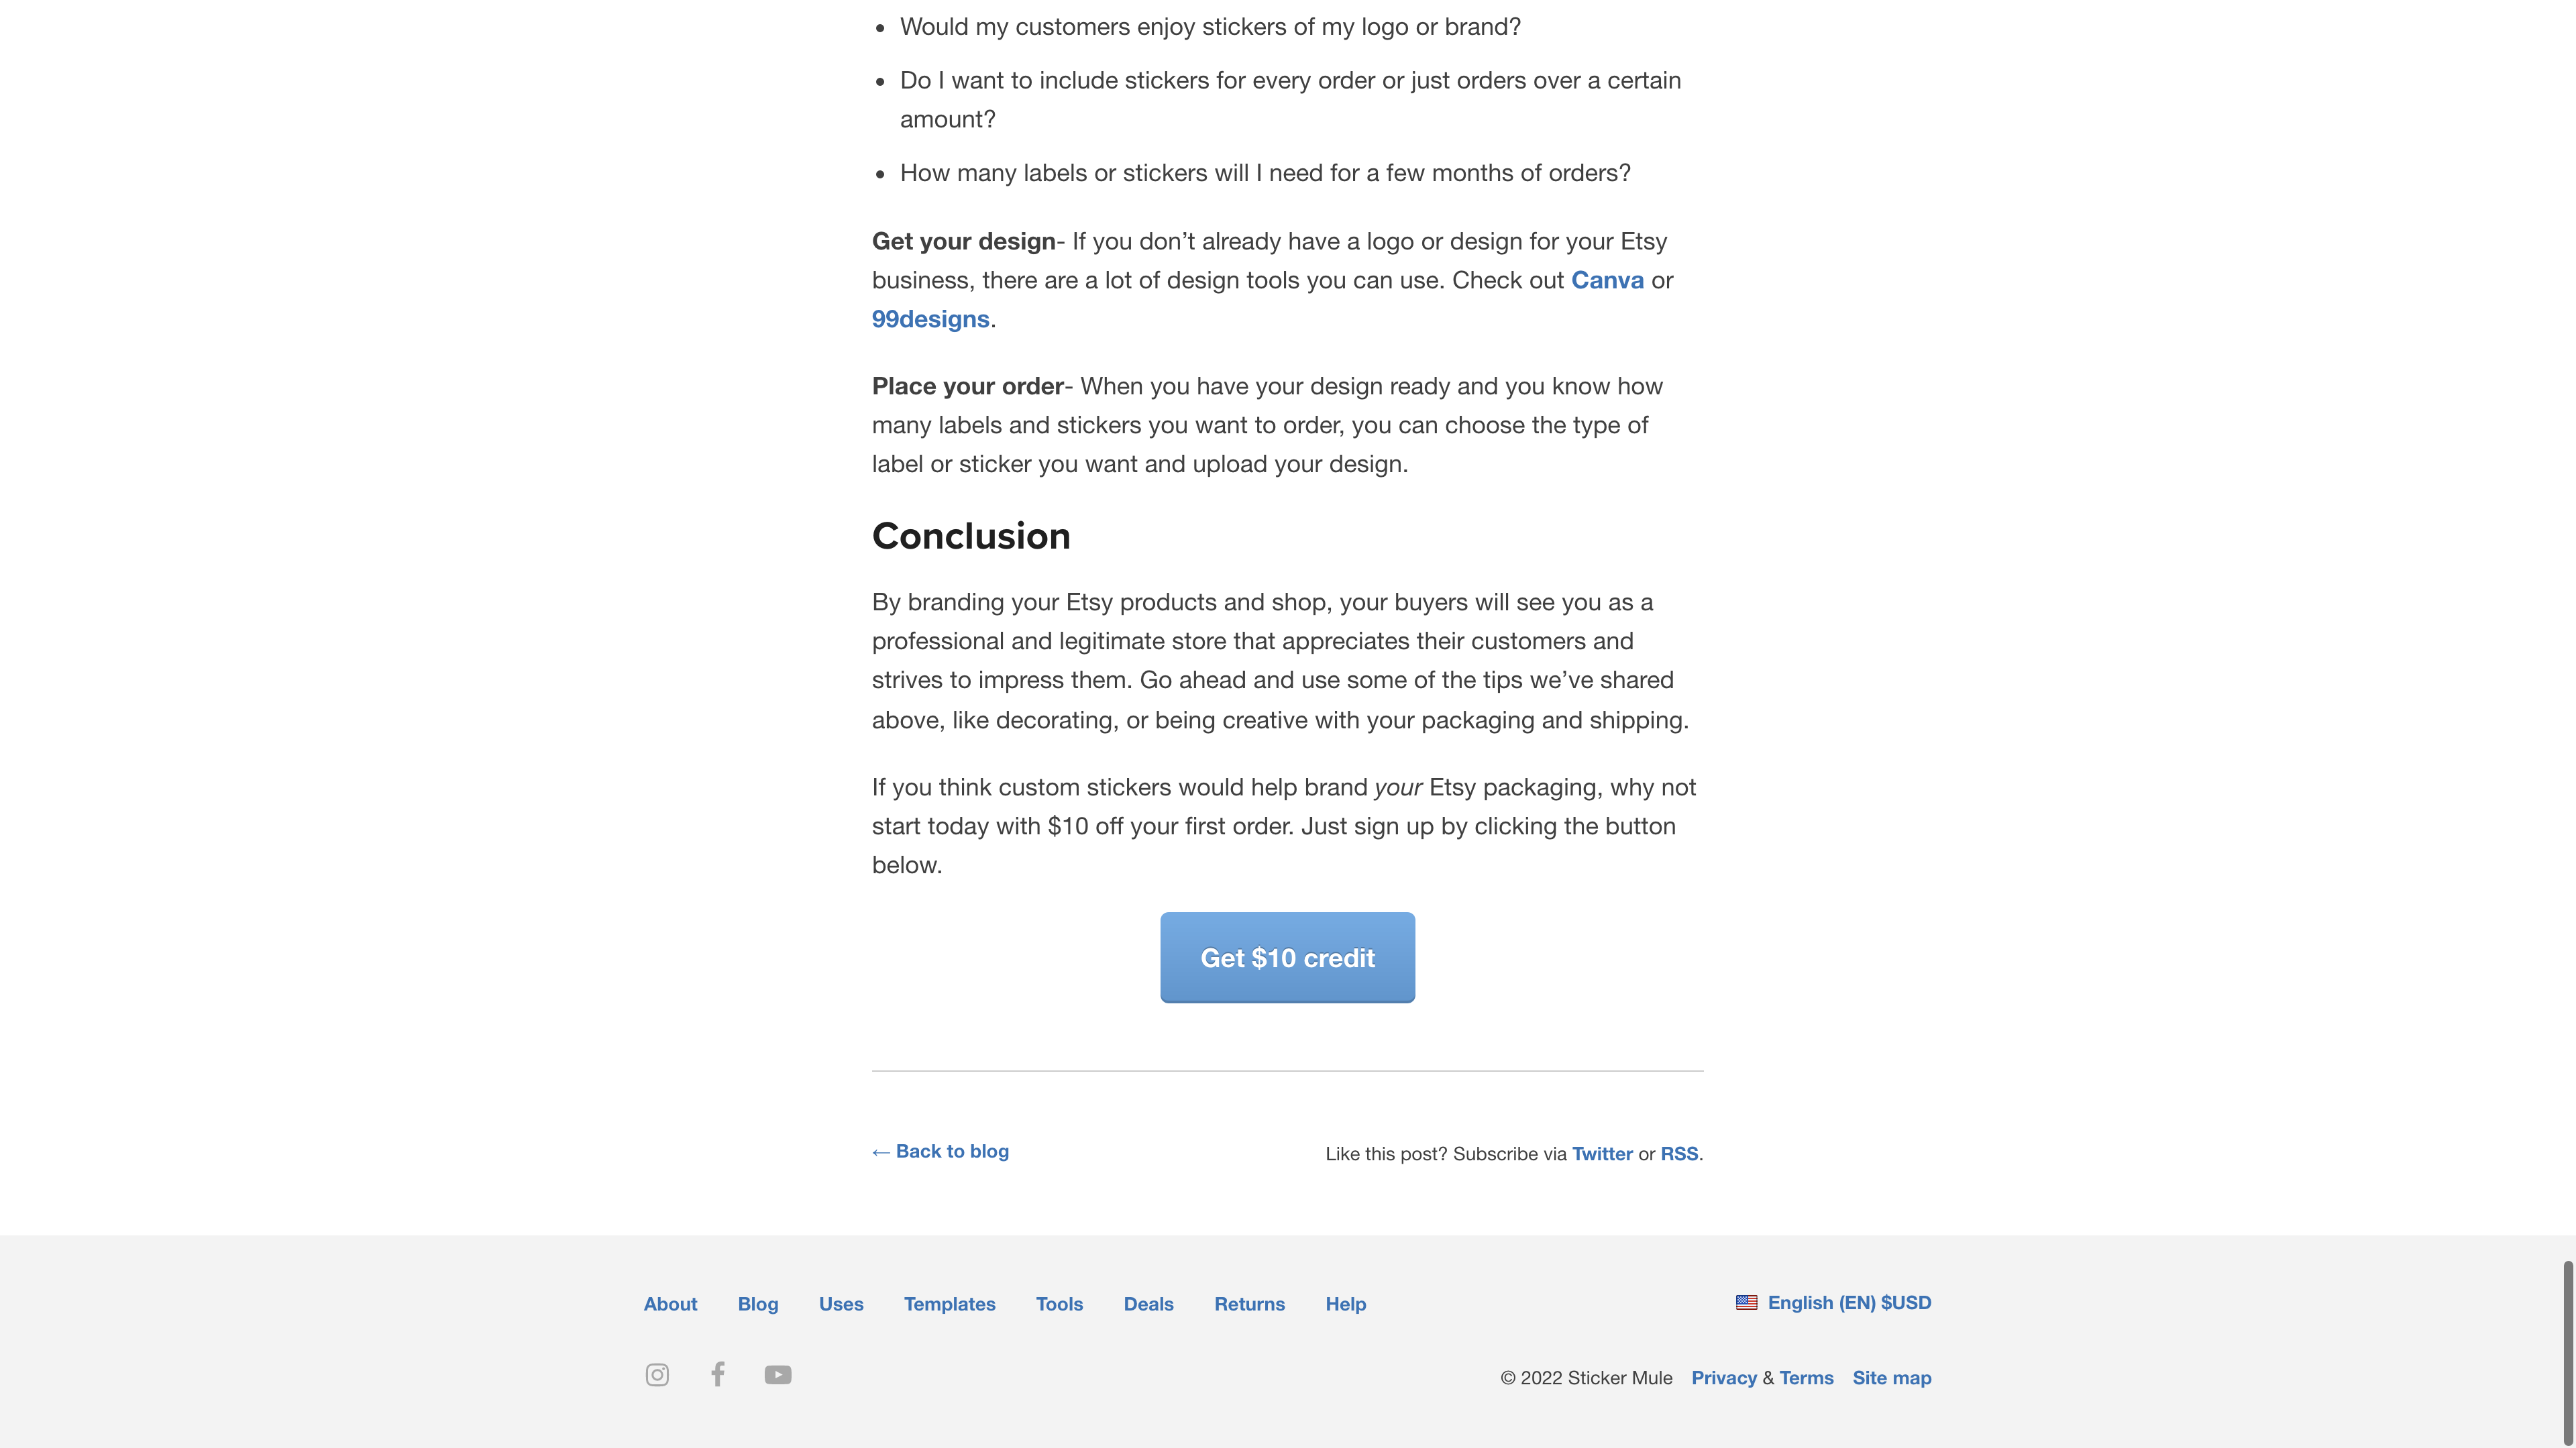 Would my customers enjoy stickers of my logo or brand?
Do I want to include stickers for every order or just orders over a certain
amount?
How many labels or stickers will I need for a few months of orders?
Get your design- If you don’t already have a logo or design for your Etsy
business, there are a lot of design tools you can use. Check out Canva or
99designs.
Place your order- When you have your design ready and you know how
many labels and stickers you want to order, you can choose the type of
label or sticker you want and upload your design.
Conclusion
By branding your Etsy products and shop, your buyers will see you as a
professional and legitimate store that appreciates their customers and
strives to impress them. Go ahead and use some of the tips we’ve shared
above, like decorating, or being creative with your packaging and shipping.
If you think custom stickers would help brand your Etsy packaging, why not
start today with $10 off your first order. Just sign up by clicking the button
below.
Get $10 credit
← Back to blog
Like this post? Subscribe via Twitter or RSS.
About Blog Uses Templates Tools Deals Returns Help
English (EN) $USD
© 2022 Sticker Mule Privacy & Terms Site map